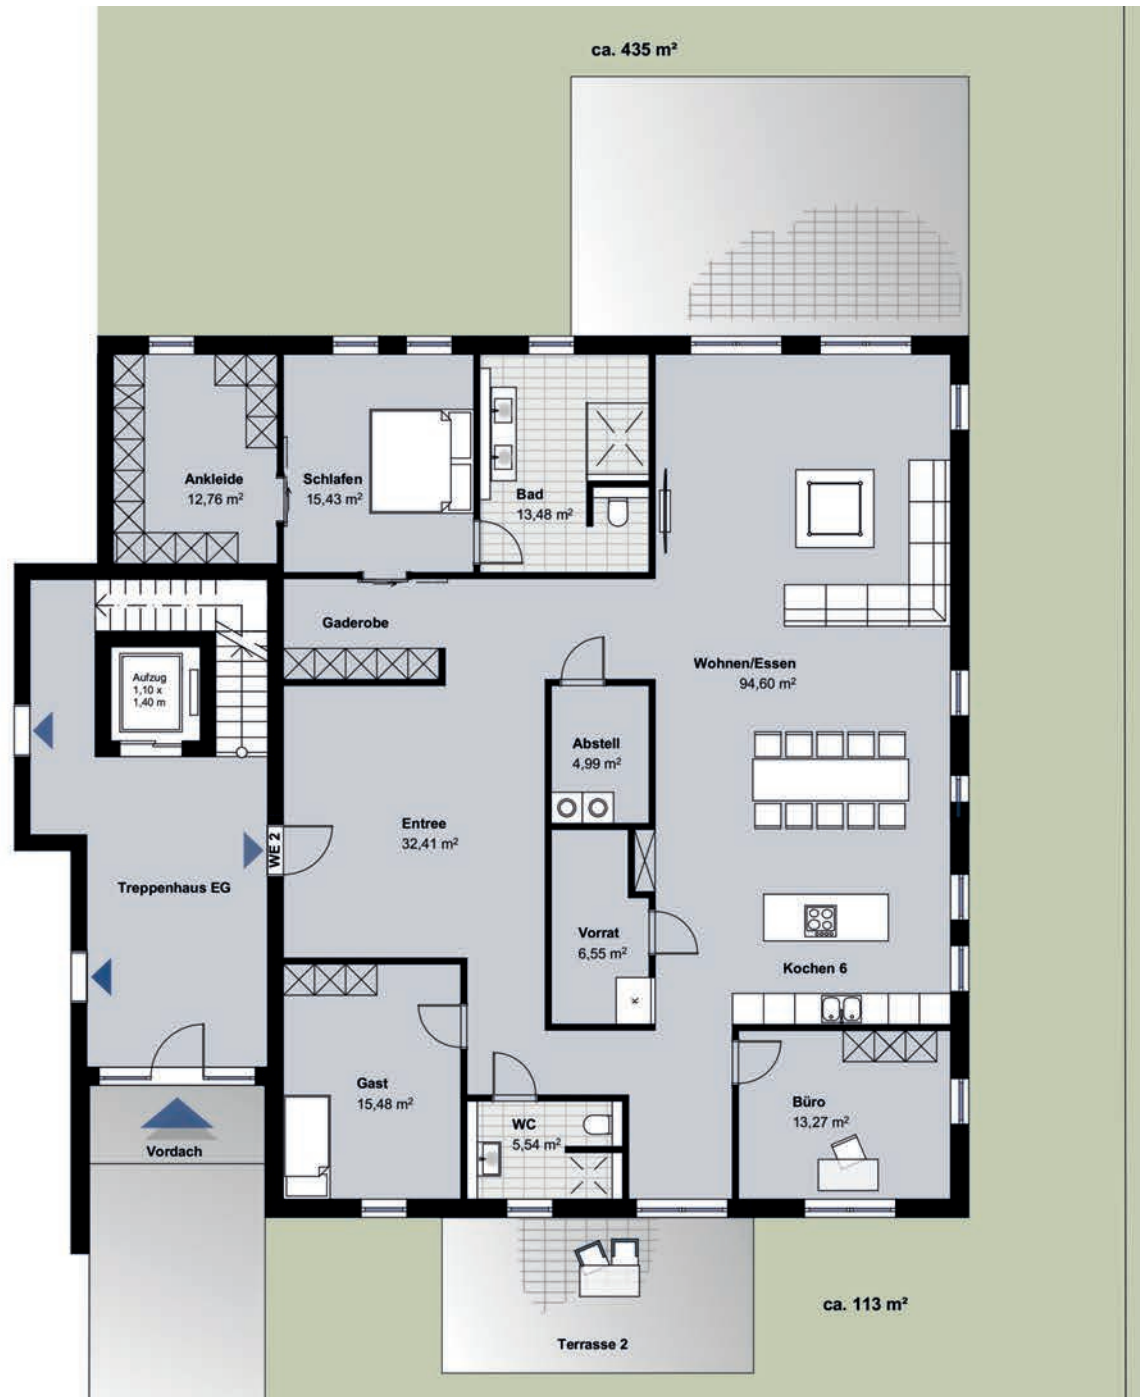 ca. 435 m²
Ankleide
12,76 m²
Schlafen
15,43 m²
Bad
13,48 m²
Gaderobe
Wohnen/Essen
94,60 m²
Aufzug
1,10 x
1,40 m
Abstell
4,99 m²
Entree
32,41 m²
WE 2
Treppenhaus EG
Vorrat
6,55 m²
Kochen 6
K
Gast
15,48 m²
WC
5,54 m²
Büro
13,27 m²
Vordach
ca. 113 m²
Terrasse 2